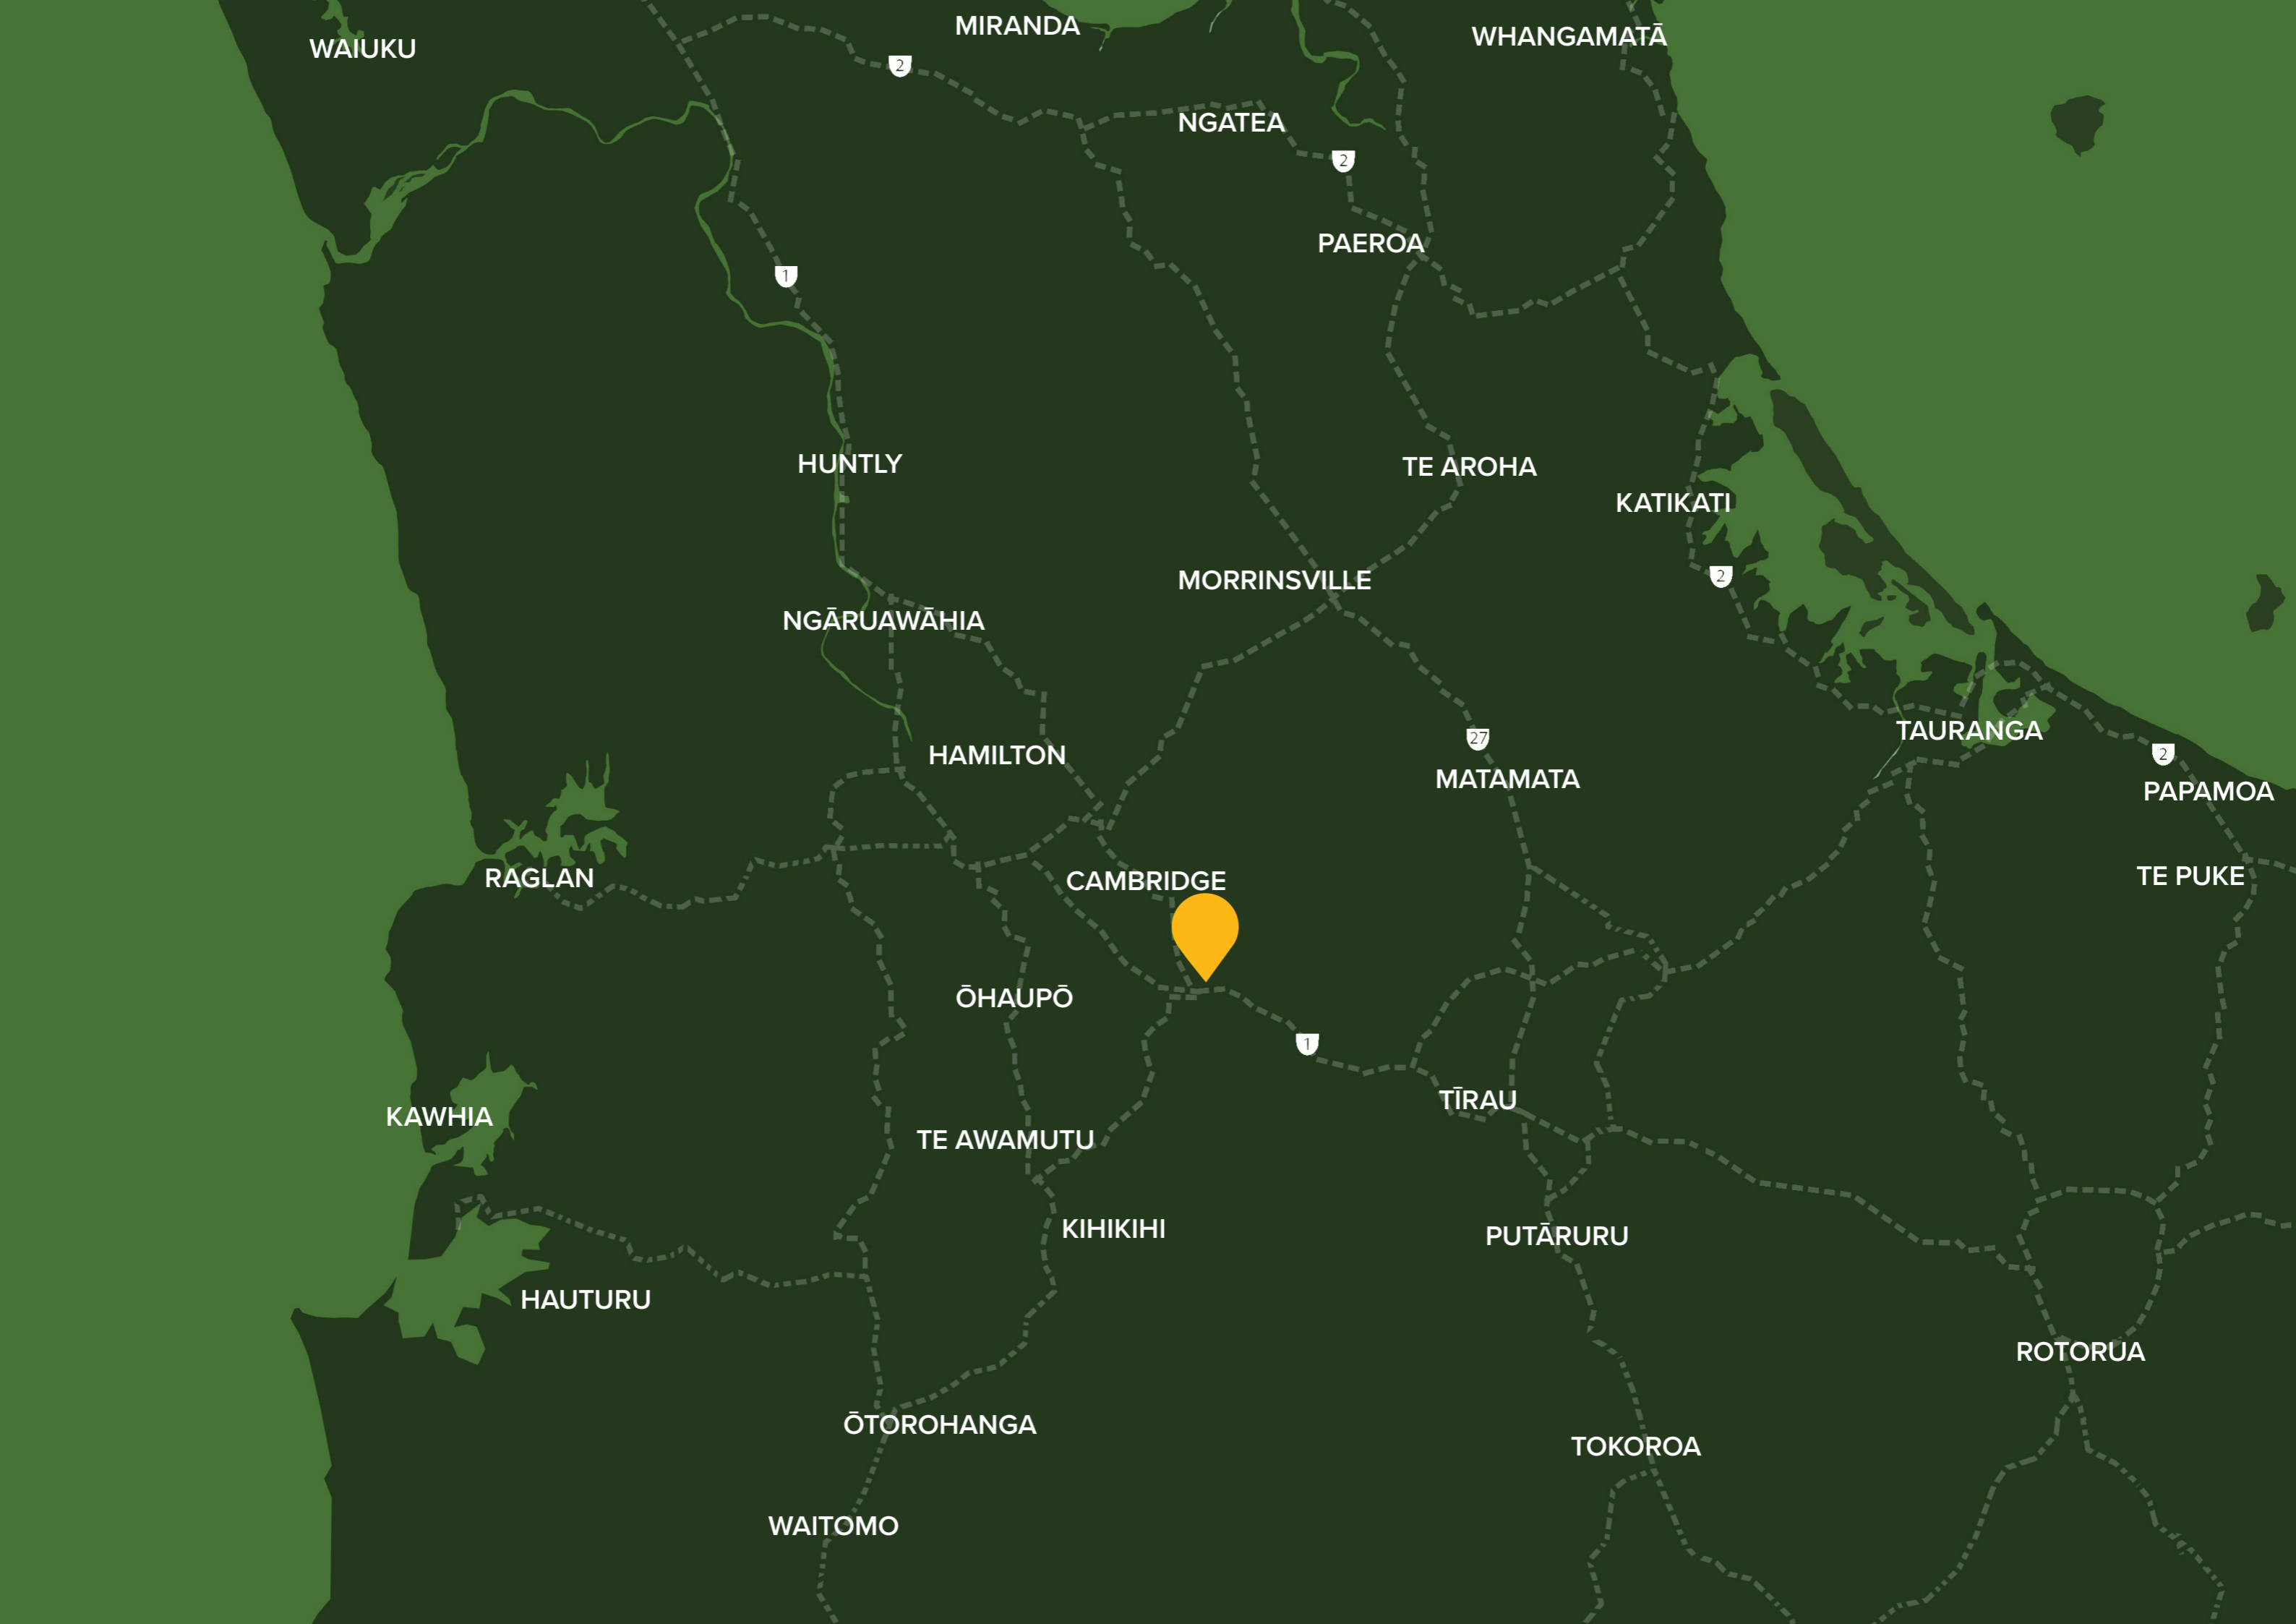 MIRANDA
WHANGAMATĀ
WAIUKU
2
NGATEA
2
PAEROA
1
HUNTLY
TE AROHA
KATIKATI
2
MORRINSVILLE
NGĀRUAWĀHIA
TAURANGA
27
HAMILTON
2
MATAMATA
PAPAMOA
TE PUKE
RAGLAN
CAMBRIDGE
ŌHAUPŌ
1
TĪRAU
KAWHIA
TE AWAMUTU
KIHIKIHI
PUTĀRURU
HAUTURU
ROTORUA
ŌTOROHANGA
TOKOROA
WAITOMO